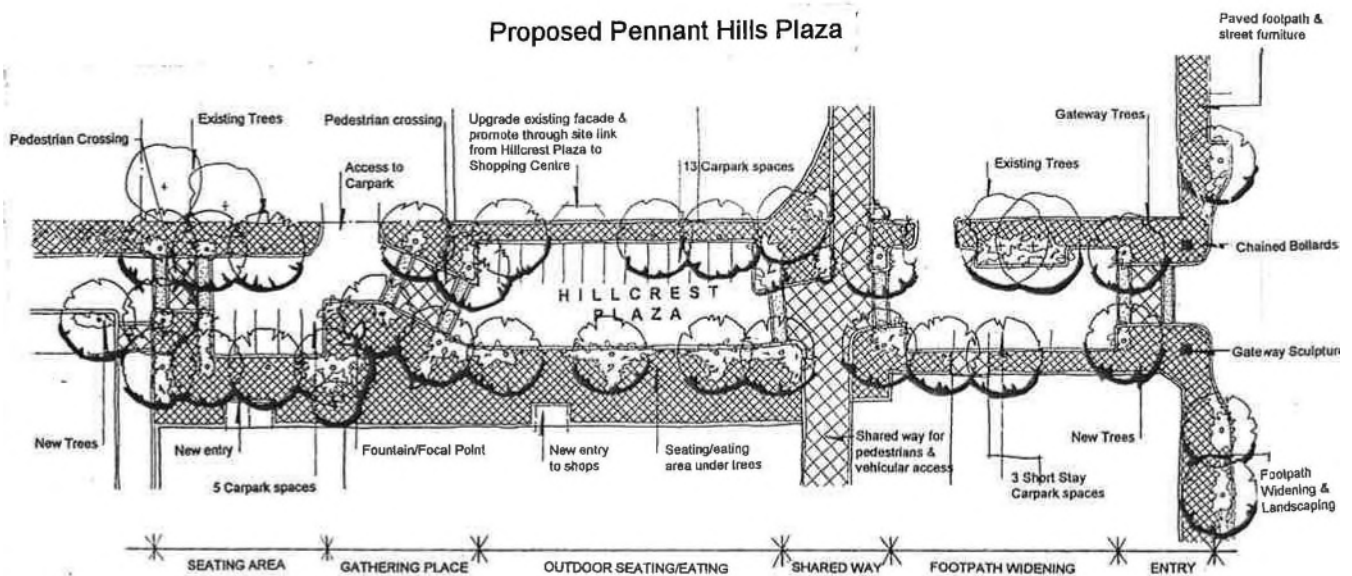 Proposed Pennant Hills Plaza
Paved footpath &
street furniture
Existing Trees
Pedestrian Crossing
Pedestrian crossing
Upgrade existing facade &
promote through site link
from Hillcrest Plaza to
Shopping Centre
Gateway Trees
Access to
Carpark
13 Carpark spaces
Existing Trees
Chained Bollards
HILLCREST
PLAZA
Gateway Sculpture
New Trees
New entry
Fountain/Focal Point
New entry
to shops
Seating/eating
area under trees
Shared way for
pedestrians &
vehicular access
New Trees
5 Carpark spaces
3 Short Stay
Carpark spaces
Footpath
Widening &
Landscaping
SEATING AREA
GATHERING PLACE
OUTDOOR SEATING/EATING
SHARED WAY
FOOTPATH WIDENING
ENTRY